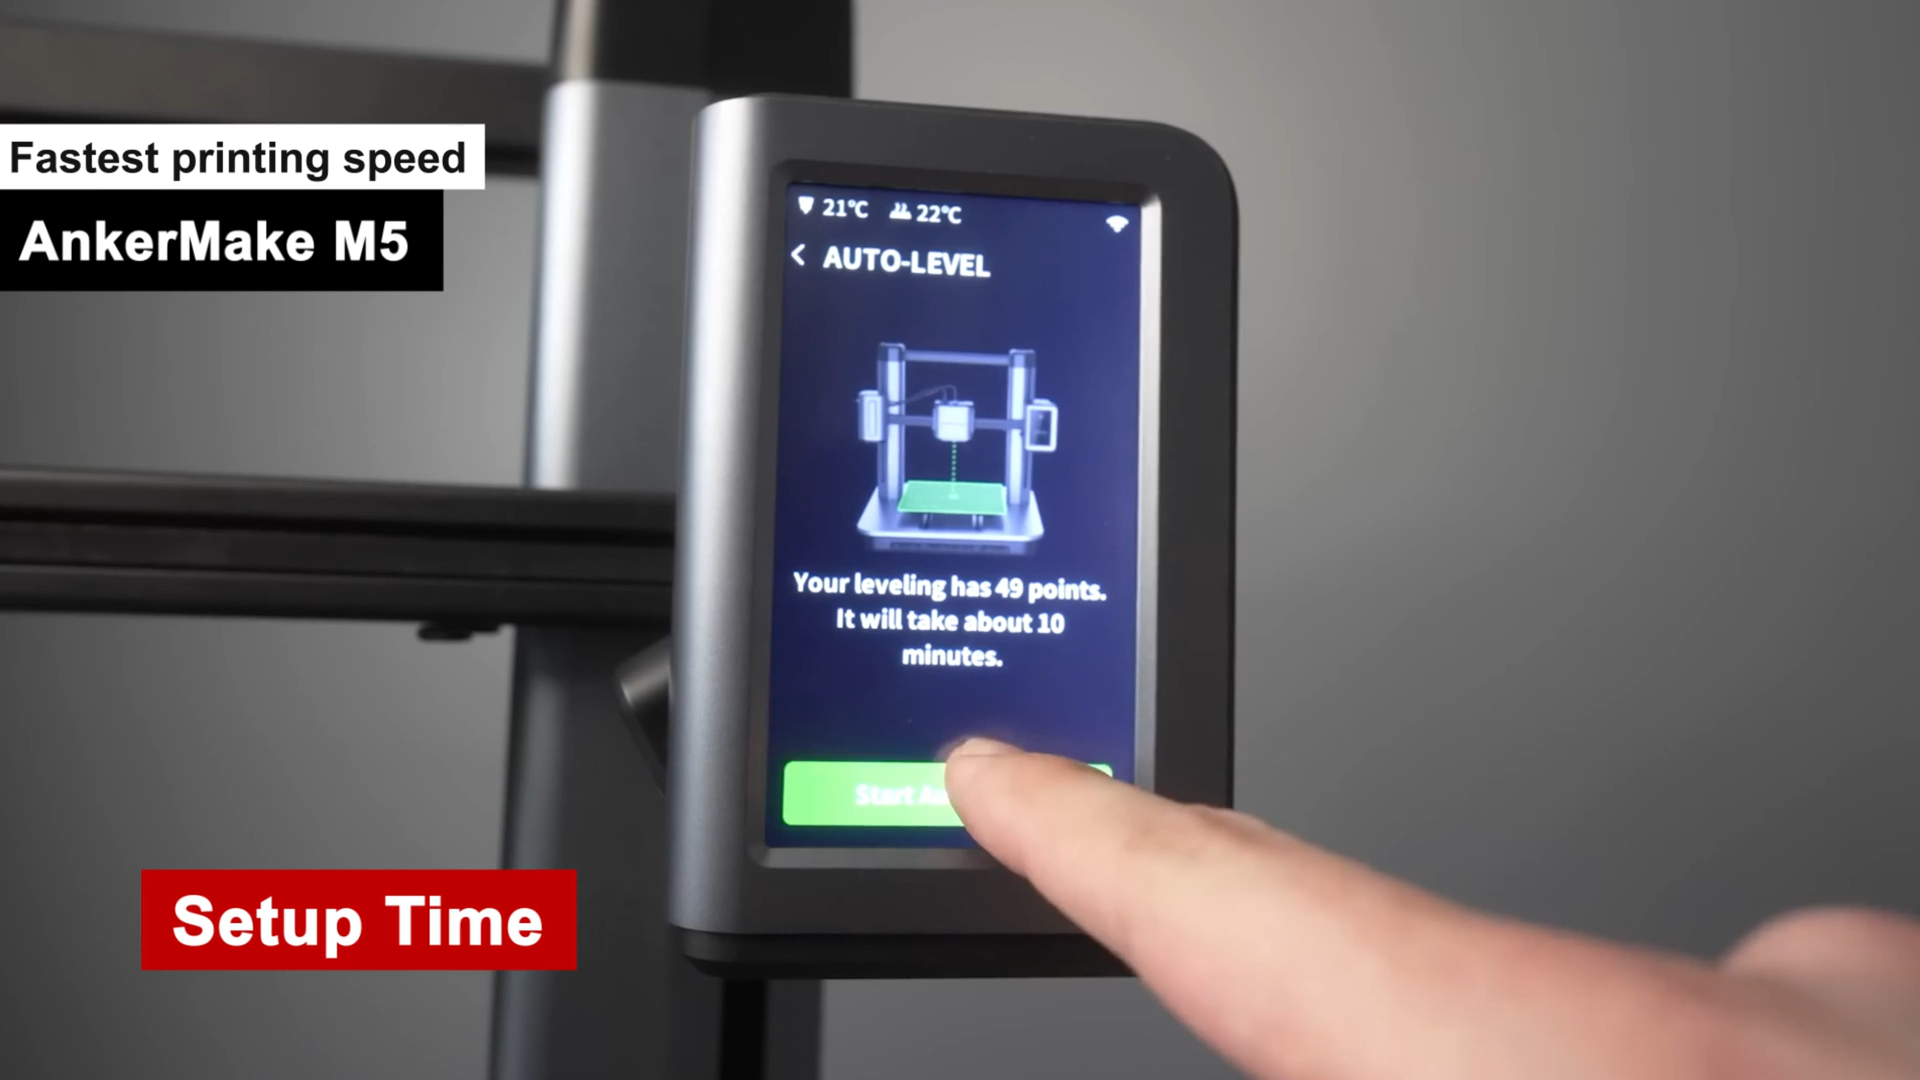 Fastest printing speed
AnkerMake M5
21°C 22°C
AUTO-LEVEL
Your leveling has 49 points.
It will take about 10
minutes.
Start
Setup Time